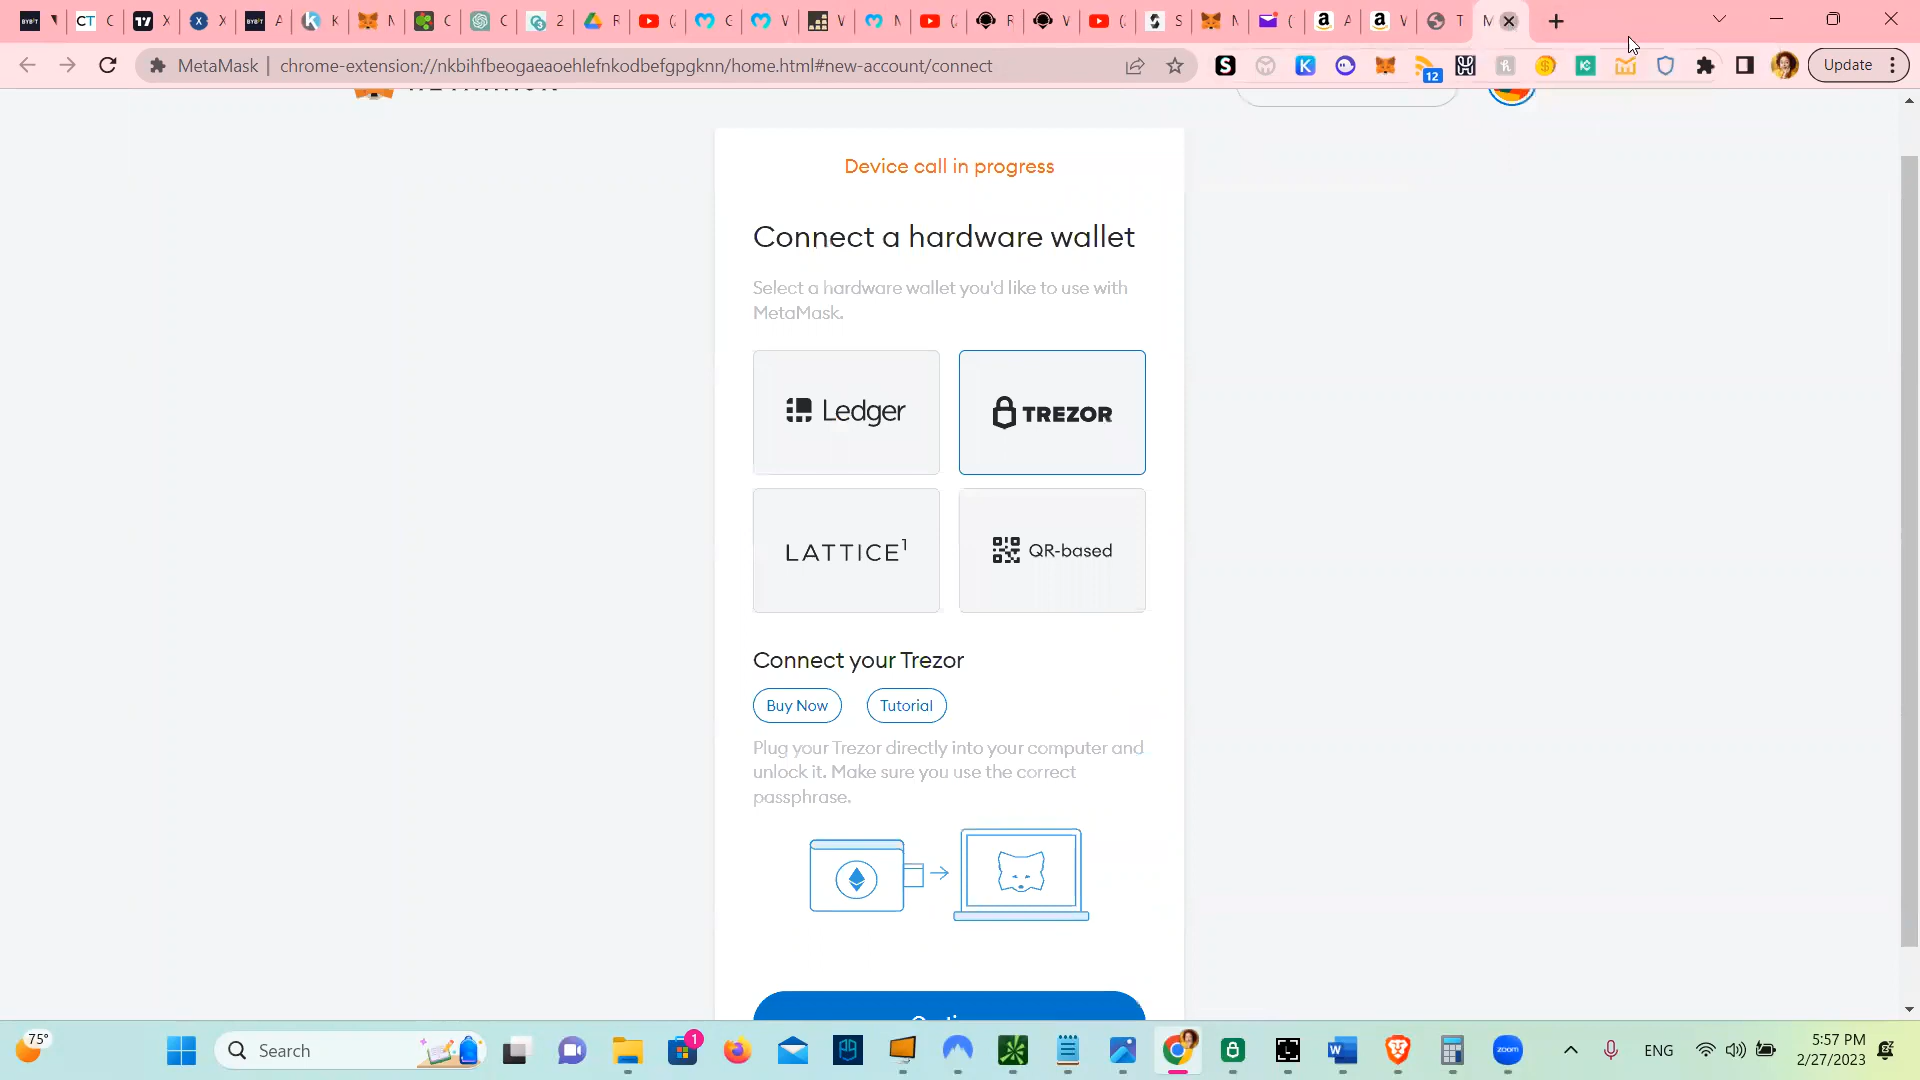 MetaMask | chrome-extension://nkbihfbeogaeaoehlefnkodbefgpgknn/home.html#new-account/connect
12
Update
Device call in progress
Connect a hardware wallet
Select a hardware wallet you'd like to use with
MetaMask.
Ledger
TREZOR
LATTICE1
QR-based
Connect your Trezor
Buy Now
Tutorial
Plug your Trezor directly into your computer and
unlock it. Make sure you use the correct
passphrase.
75°
Search
1
zoom
ENG
5:57 PM
2/27/2023